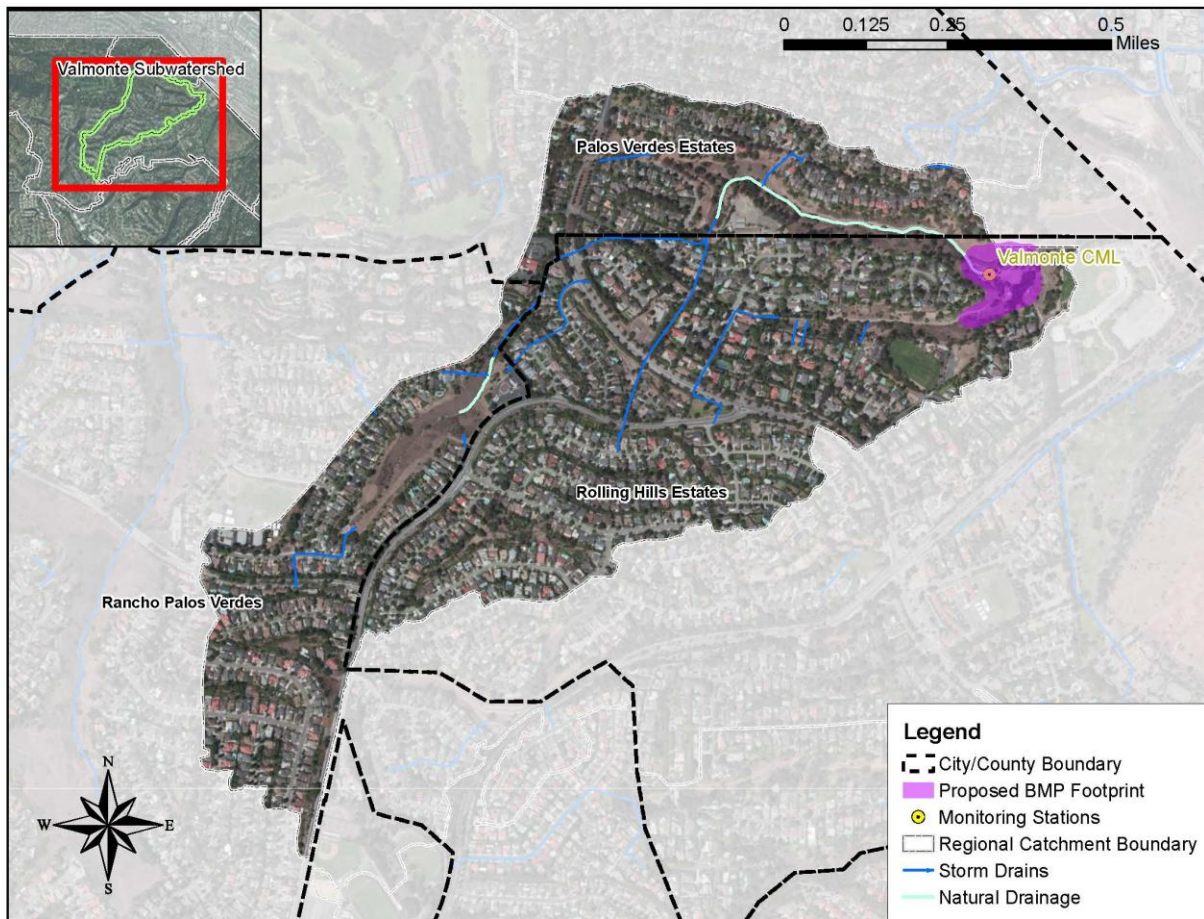 Valmonte Subwatershed
0 0.125 0.25 0.5
Miles
Palos Verdes Estates
Valmonte CML
Rolling Hills Estates
Rancho Palos Verdes
N
W E
S
Legend
City/County Boundary
Proposed BMP Footprint
Monitoring Stations
Regional Catchment Boundary
Storm Drains
Natural Drainage